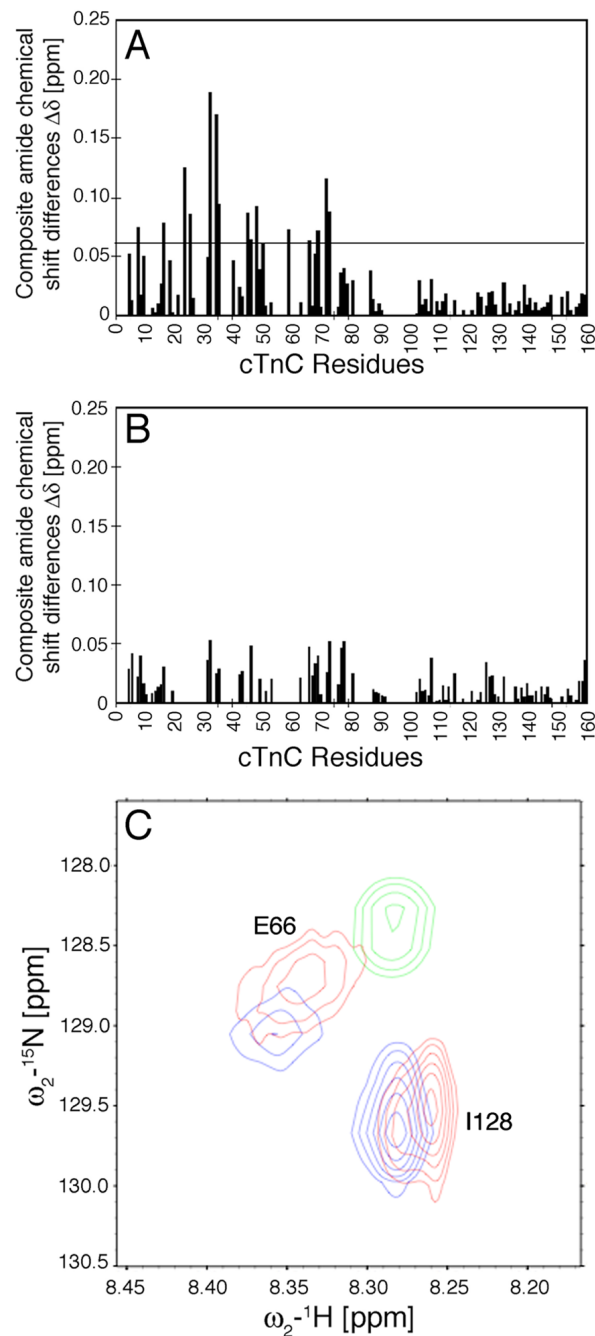 A
Composite amide chemical
shift differences Δδ [ppm]
0.25
0.20
0.15
0.10
0.05
0
0 10 20 30 40 50 60 70 80 90 100 110 120 130 140 150 160
cTnC Residues
B
Composite amide chemical
shift differences Δδ [ppm]
0.25
0.20
0.15
0.10
0.05
0
0 10 20 30 40 50 60 70 80 90 100 110 120 130 140 150 160
cTnC Residues
C
ω2-15N [ppm]
128.0
128.5
129.0
129.5
130.0
130.5
E66
I128
8.45 8.40 8.35 8.30 8.25 8.20
ω2-1H [ppm]